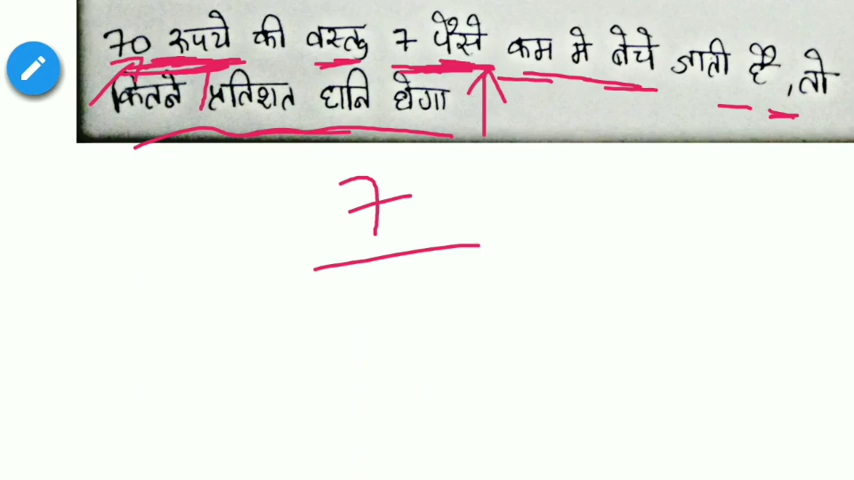 70 रूपये की वस्तु 7 पैसे कम मे बेचे जाती है, तो
कितने प्रतिशत हानि होगा
7